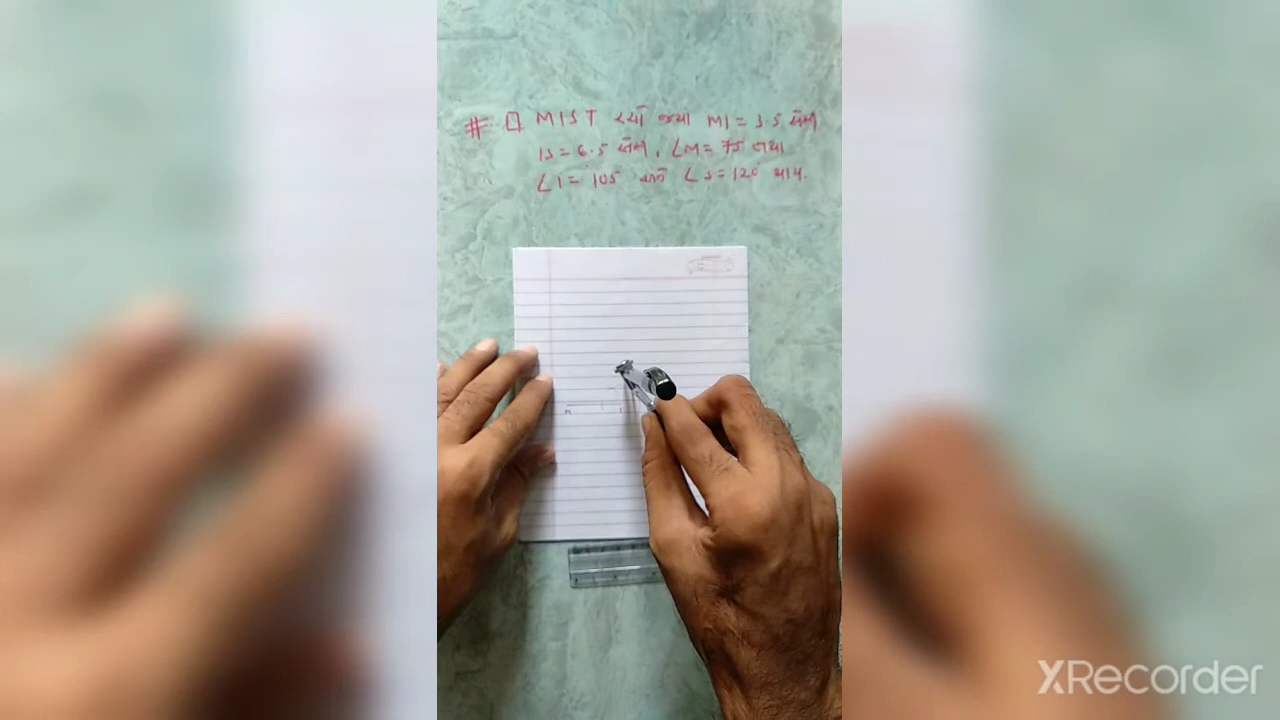 # □ MIST રચો જ્યાં MI = 3.5 સેમી
IS = 6.5 સેમી, ∠M = 75 તથા
∠I = 105 અને ∠S = 120 થાય.
M I
XRecorder